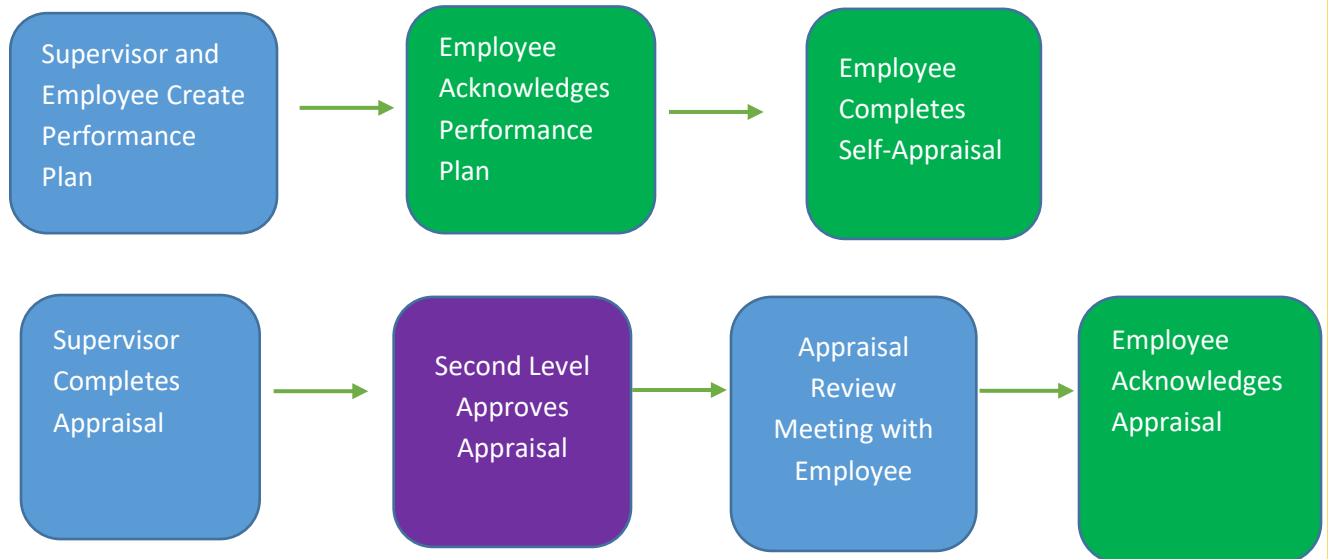 Supervisor and
Employee Create
Performance
Plan
Employee
Acknowledges
Performance
Plan
Employee
Completes
Self-Appraisal
Supervisor
Completes
Appraisal
Second Level
Approves
Appraisal
Appraisal
Review
Meeting with
Employee
Employee
Acknowledges
Appraisal